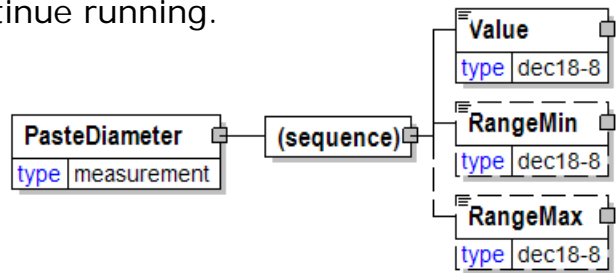 tinue running.
Value
type dec18-8
PasteDiameter
type measurement
(sequence)
RangeMin
type dec18-8
RangeMax
type dec18-8